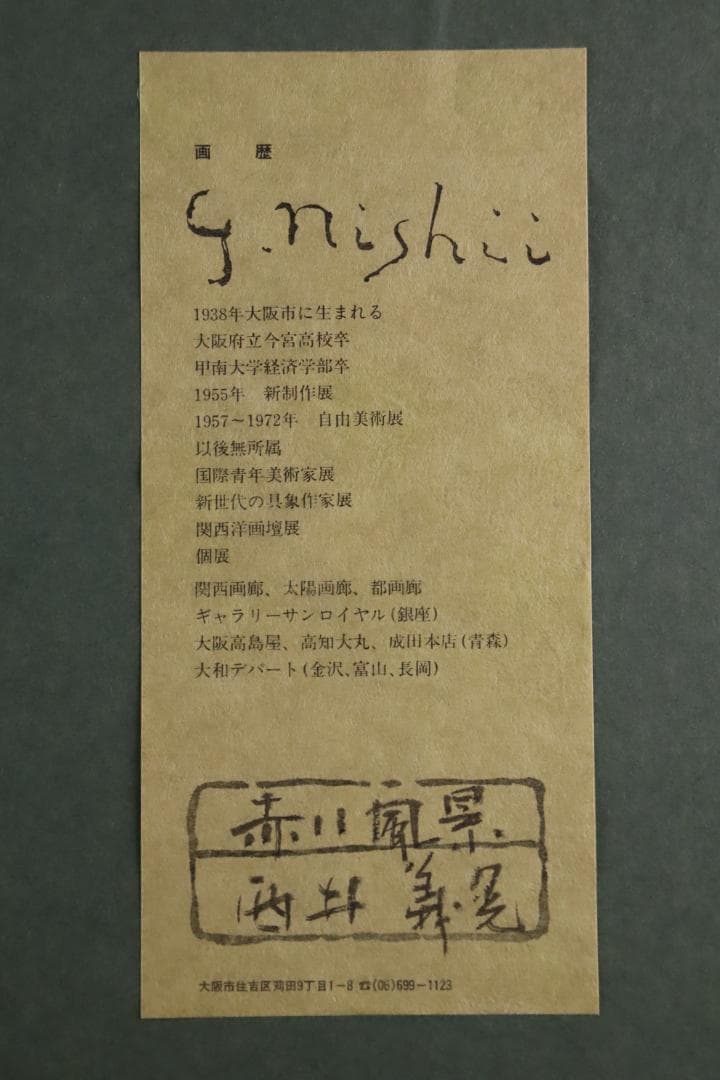 画 歴
y.nishii
1938年大阪市に生まれる
大阪府立今宮高校卒
甲南大学経済学部卒
1955年 新制作展
1957〜1972年 自由美術展
以後無所属
国際青年美術家展
新世代の具象作家展
関西洋画壇展
個展
関西画廊、太陽画廊、都画廊
ギャラリーサンロイヤル(銀座)
大阪高島屋、高知大丸、成田本店(青森)
大和デパート(金沢、富山、長岡)
赤い風景
西井 義晃
大阪市住吉区苅田9丁目1−8 ☎(06)699−1123